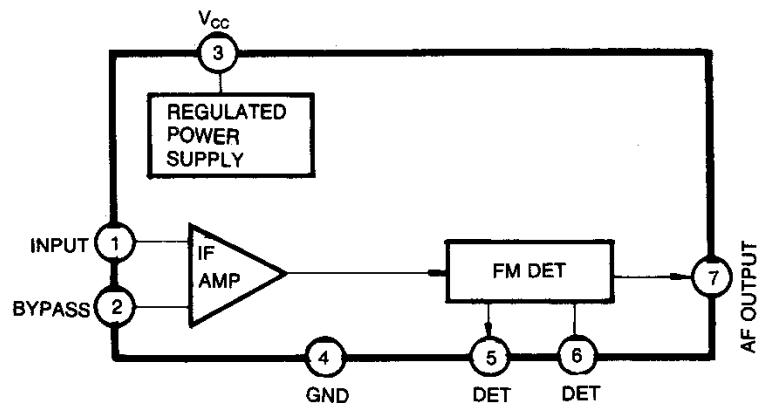 VCC
3
REGULATED
POWER
SUPPLY
INPUT
1
IF
AMP
BYPASS
2
FM DET
7
AF OUTPUT
4
GND
5
DET
6
DET